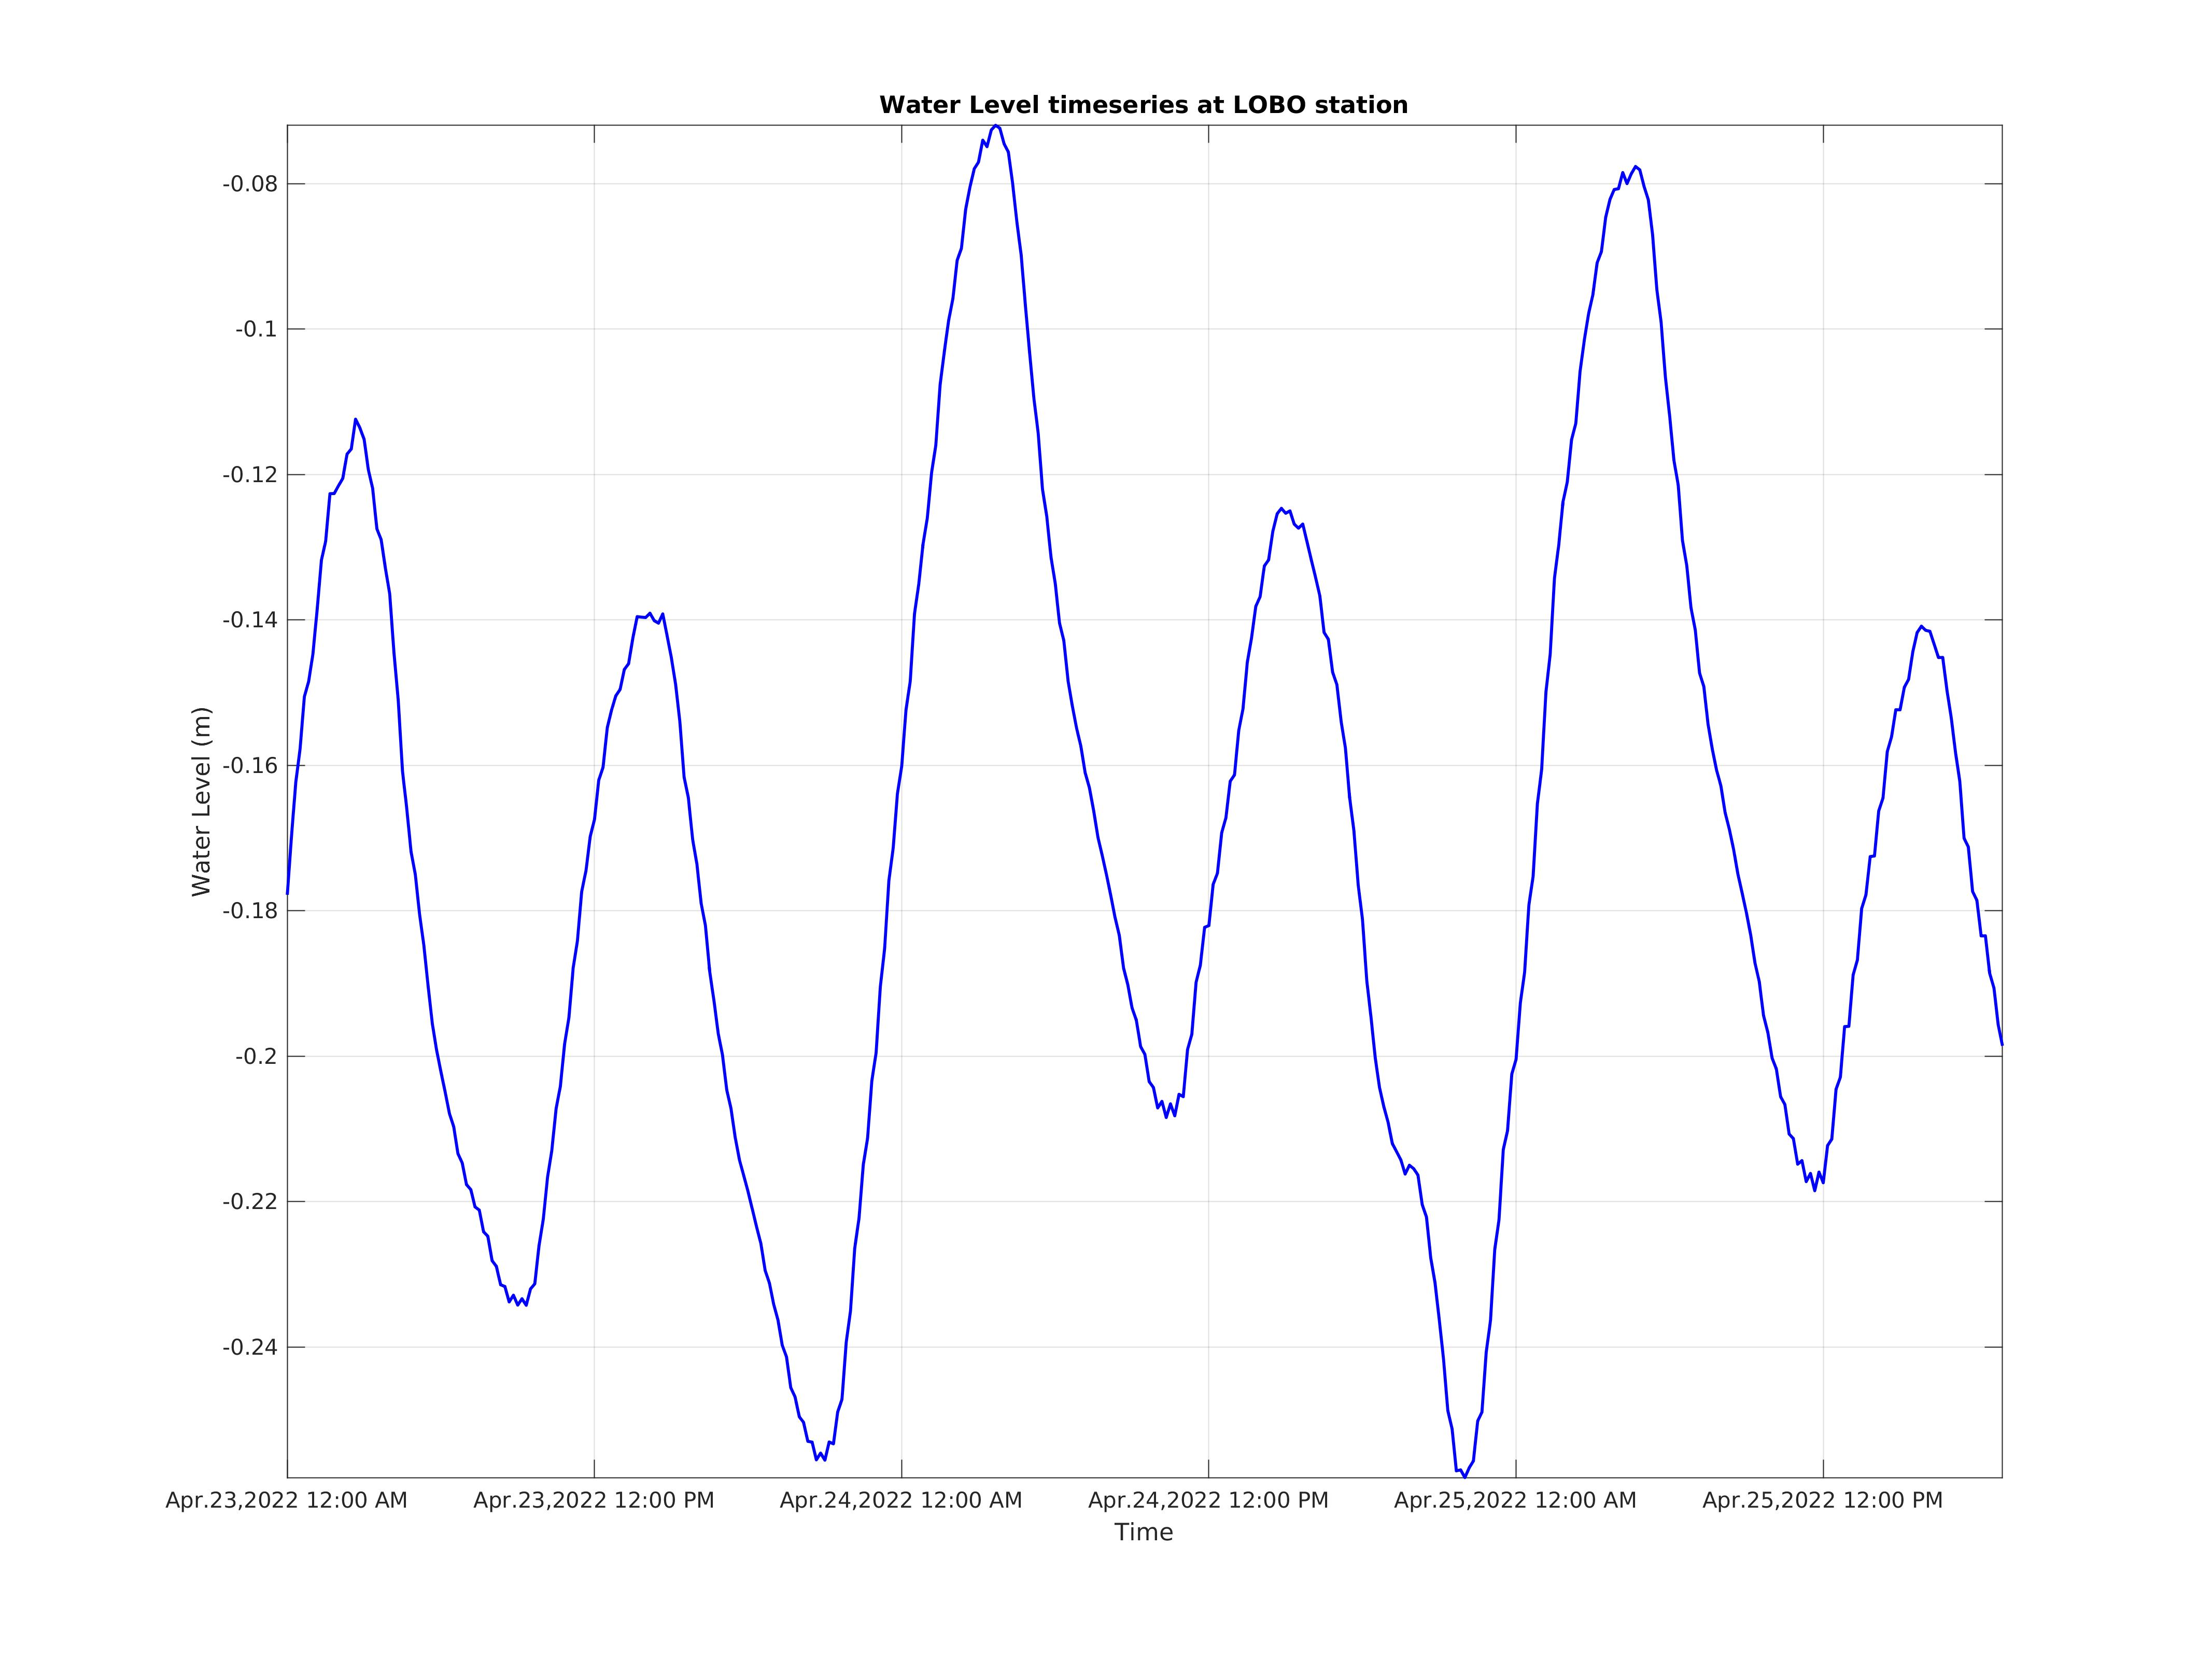 Water Level timeseries at LOBO station
-0.08
-0.1
-0.12
-0.14
-0.16
-0.18
-0.2
-0.22
-0.24
Water Level (m)
Apr.23,2022 12:00 AM Apr.23,2022 12:00 PM Apr.24,2022 12:00 AM Apr.24,2022 12:00 PM Apr.25,2022 12:00 AM Apr.25,2022 12:00 PM
Time